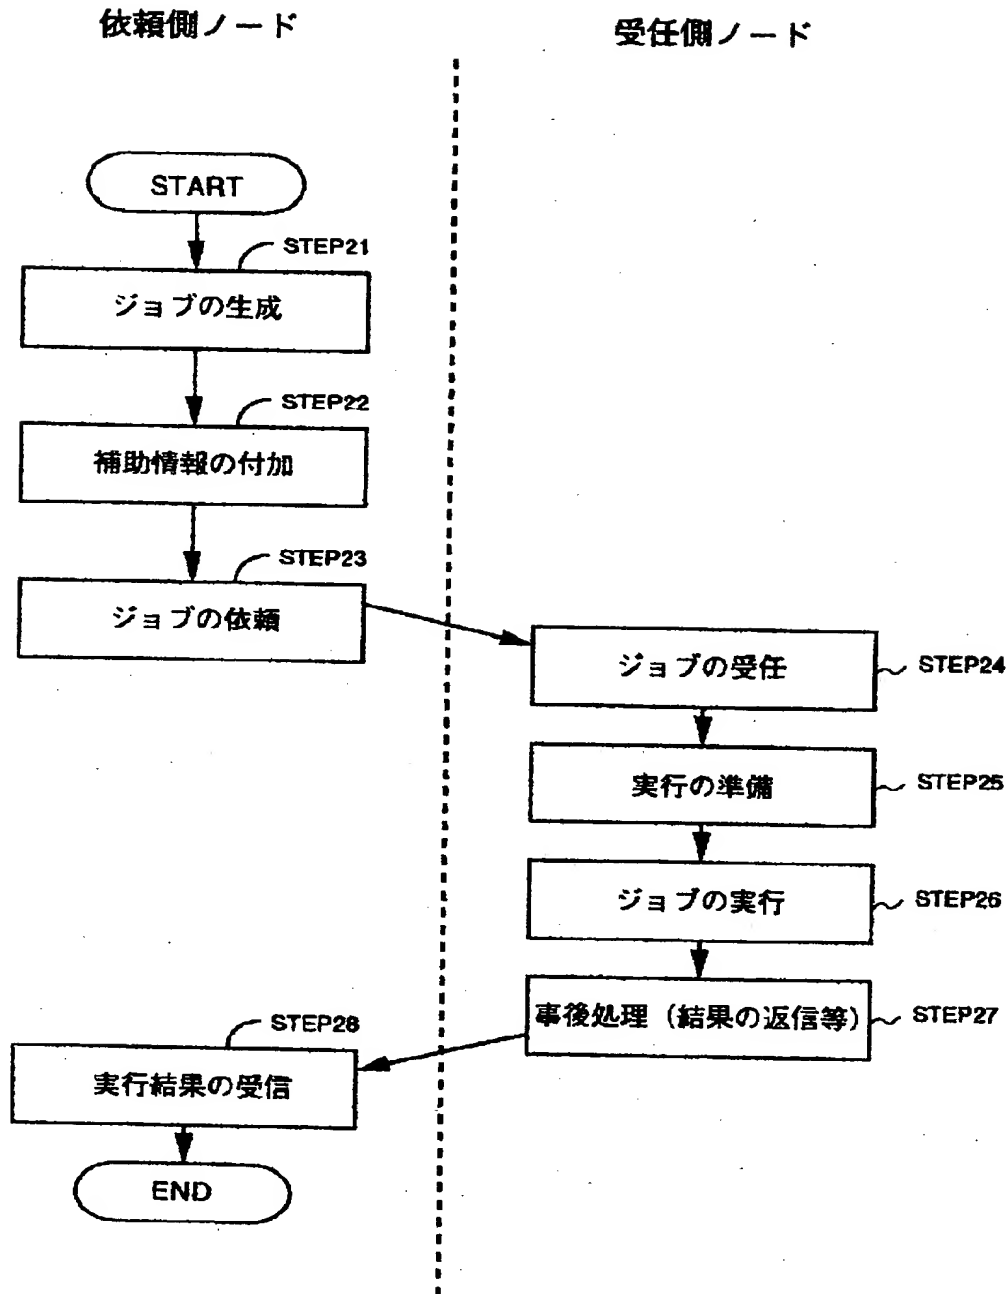 依頼側ノード
受任側ノード
START
STEP21
ジョブの生成
STEP22
補助情報の付加
STEP23
ジョブの依頼
ジョブの受任
STEP24
実行の準備
STEP25
ジョブの実行
STEP26
事後処理（結果の返信等）
STEP27
STEP28
実行結果の受信
END